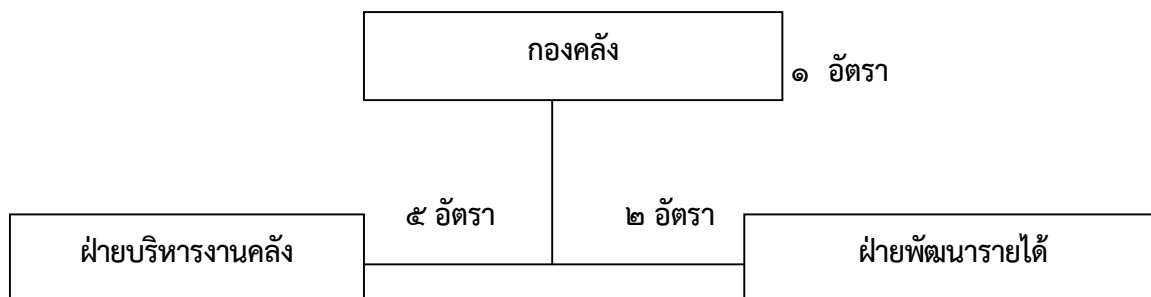 กองคลัง
๑ อัตรา
๕ อัตรา
๒ อัตรา
ฝ่ายบริหารงานคลัง
ฝ่ายพัฒนารายได้